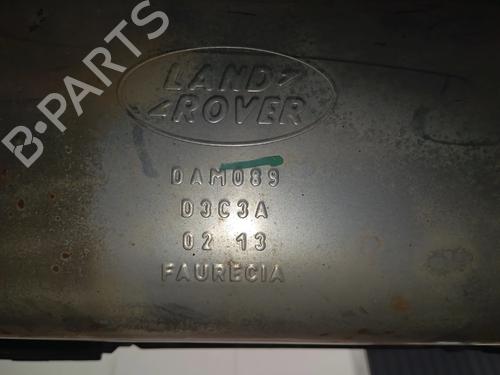 B-PARTS
LAND
ROVER
DAM089
D3C3A
02 13
FAURECIA